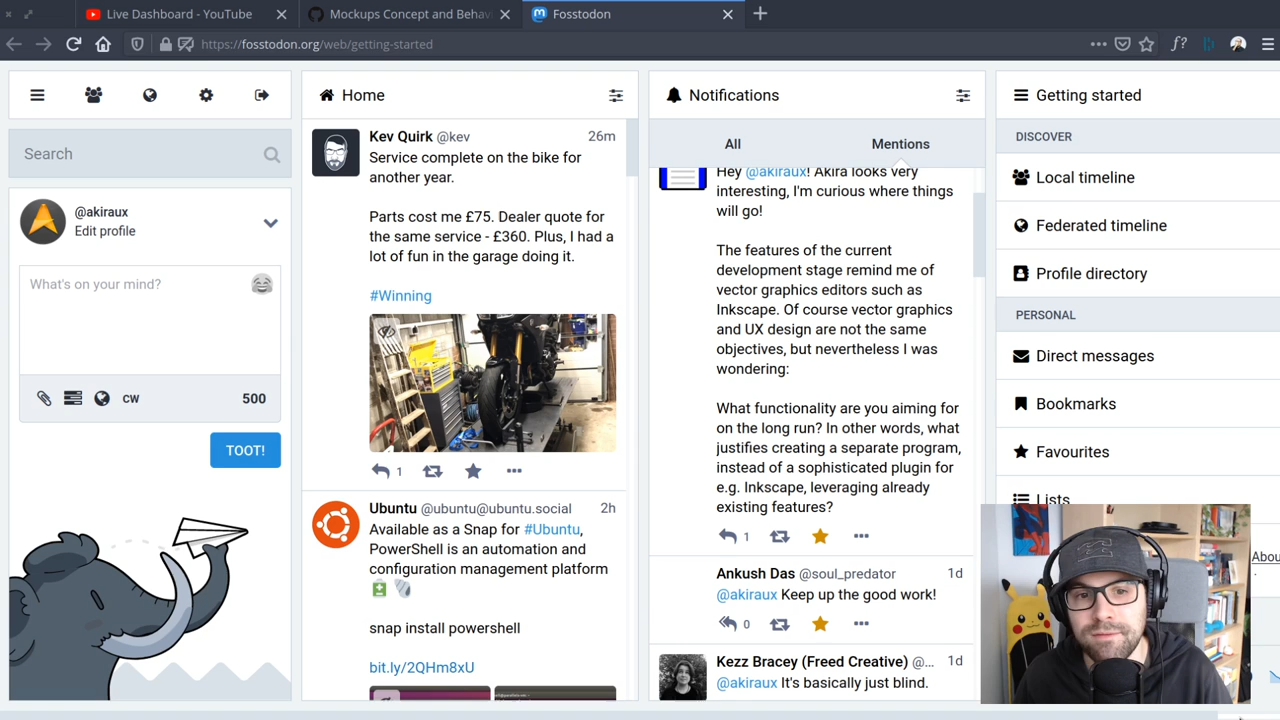 Live Dashboard - YouTube
Mockups Concept and Behavi
Fosstodon
https://fosstodon.org/web/getting-started
f?
Search
@akiraux
Edit profile
What's on your mind?
CW
500
TOOT!
Home
Kev Quirk @kev
26m
Service complete on the bike for
another year.
Parts cost me £75. Dealer quote for
the same service - £360. Plus, I had a
lot of fun in the garage doing it.
#Winning
1
Ubuntu @ubuntu@ubuntu.social
2h
Available as a Snap for #Ubuntu,
PowerShell is an automation and
configuration management platform
snap install powershell
bit.ly/2QHm8xU
Notifications
All
Mentions
Hey @akiraux! Akira looks very
interesting, I'm curious where things
will go!
The features of the current
development stage remind me of
vector graphics editors such as
Inkscape. Of course vector graphics
and UX design are not the same
objectives, but nevertheless I was
wondering:
What functionality are you aiming for
on the long run? In other words, what
justifies creating a separate program,
instead of a sophisticated plugin for
e.g. Inkscape, leveraging already
existing features?
1
Ankush Das @soul_predator
1d
@akiraux Keep up the good work!
0
Kezz Bracey (Freed Creative) @...
1d
@akiraux It's basically just blind.
Getting started
DISCOVER
Local timeline
Federated timeline
Profile directory
PERSONAL
Direct messages
Bookmarks
Favourites
Lists
Abou